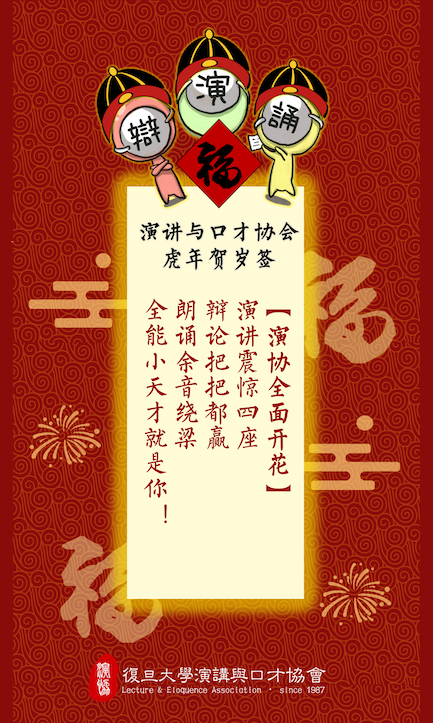 辯
演
誦
福
演讲与口才协会
虎年贺岁签
【演协全面开花】
演讲震惊四座
辩论把把都赢
朗诵余音绕梁
全能小天才就是你！
福
福
復旦大學演講與口才協會
Lecture & Eloquence Association · since 1987